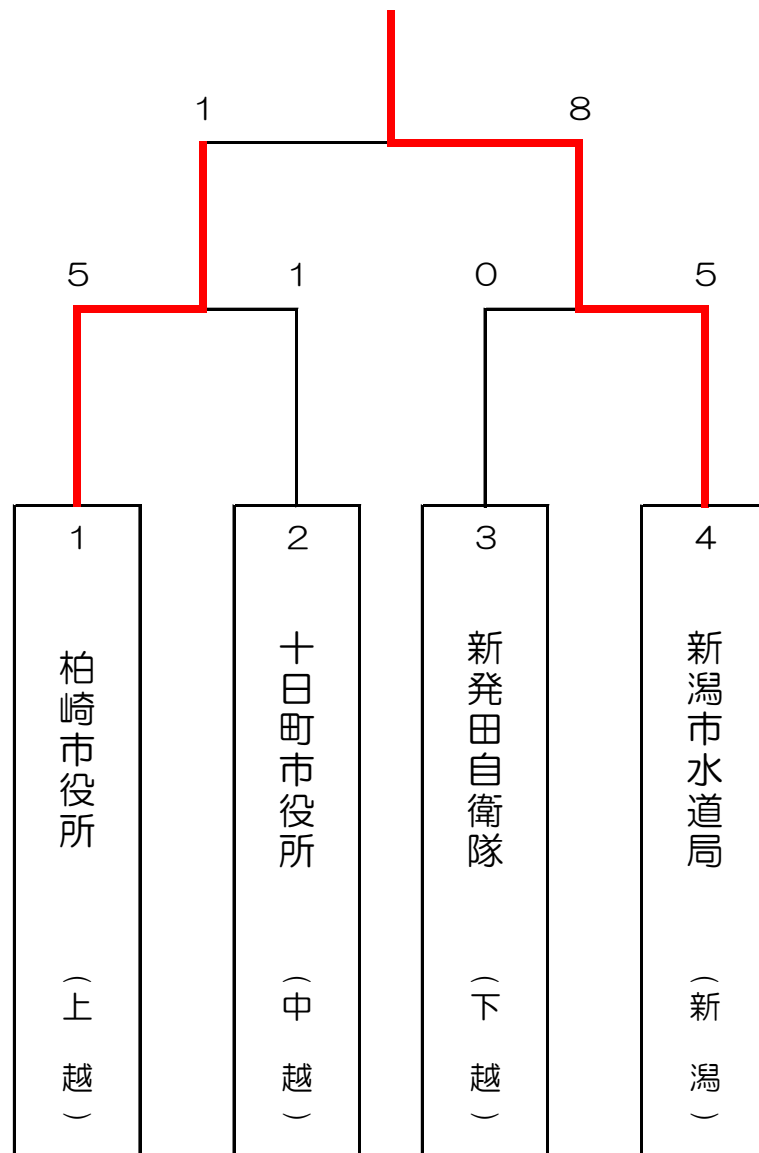 １
８
５
１
０
５
１
２
３
４
柏崎市役所
（上越）
十日町市役所
（中越）
新発田自衛隊
（下越）
新潟市水道局
（新潟）